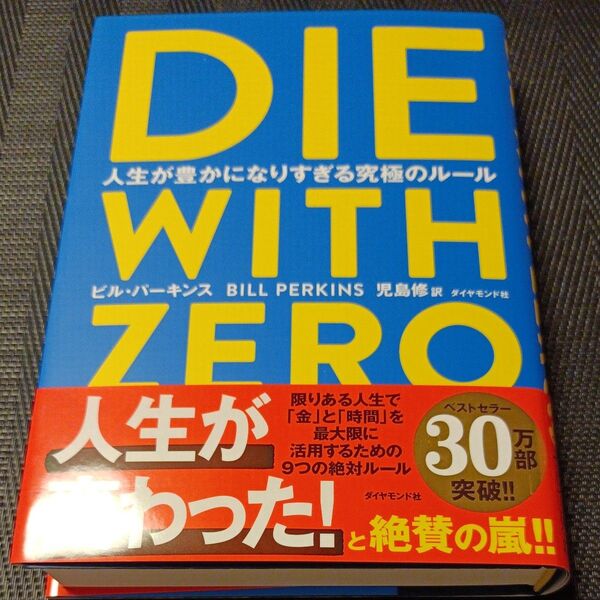 DIE
人生が豊かになりすぎる究極のルール
WITH
ビル・パーキンス BILL PERKINS 児島修 訳 ダイヤモンド社
ZERO
人生が
わった!
と絶賛の嵐!!
限りある人生で
「金」と「時間」を
最大限に
活用するための
9つの絶対ルール
ベストセラー
30万部
突破!!
ダイヤモンド社